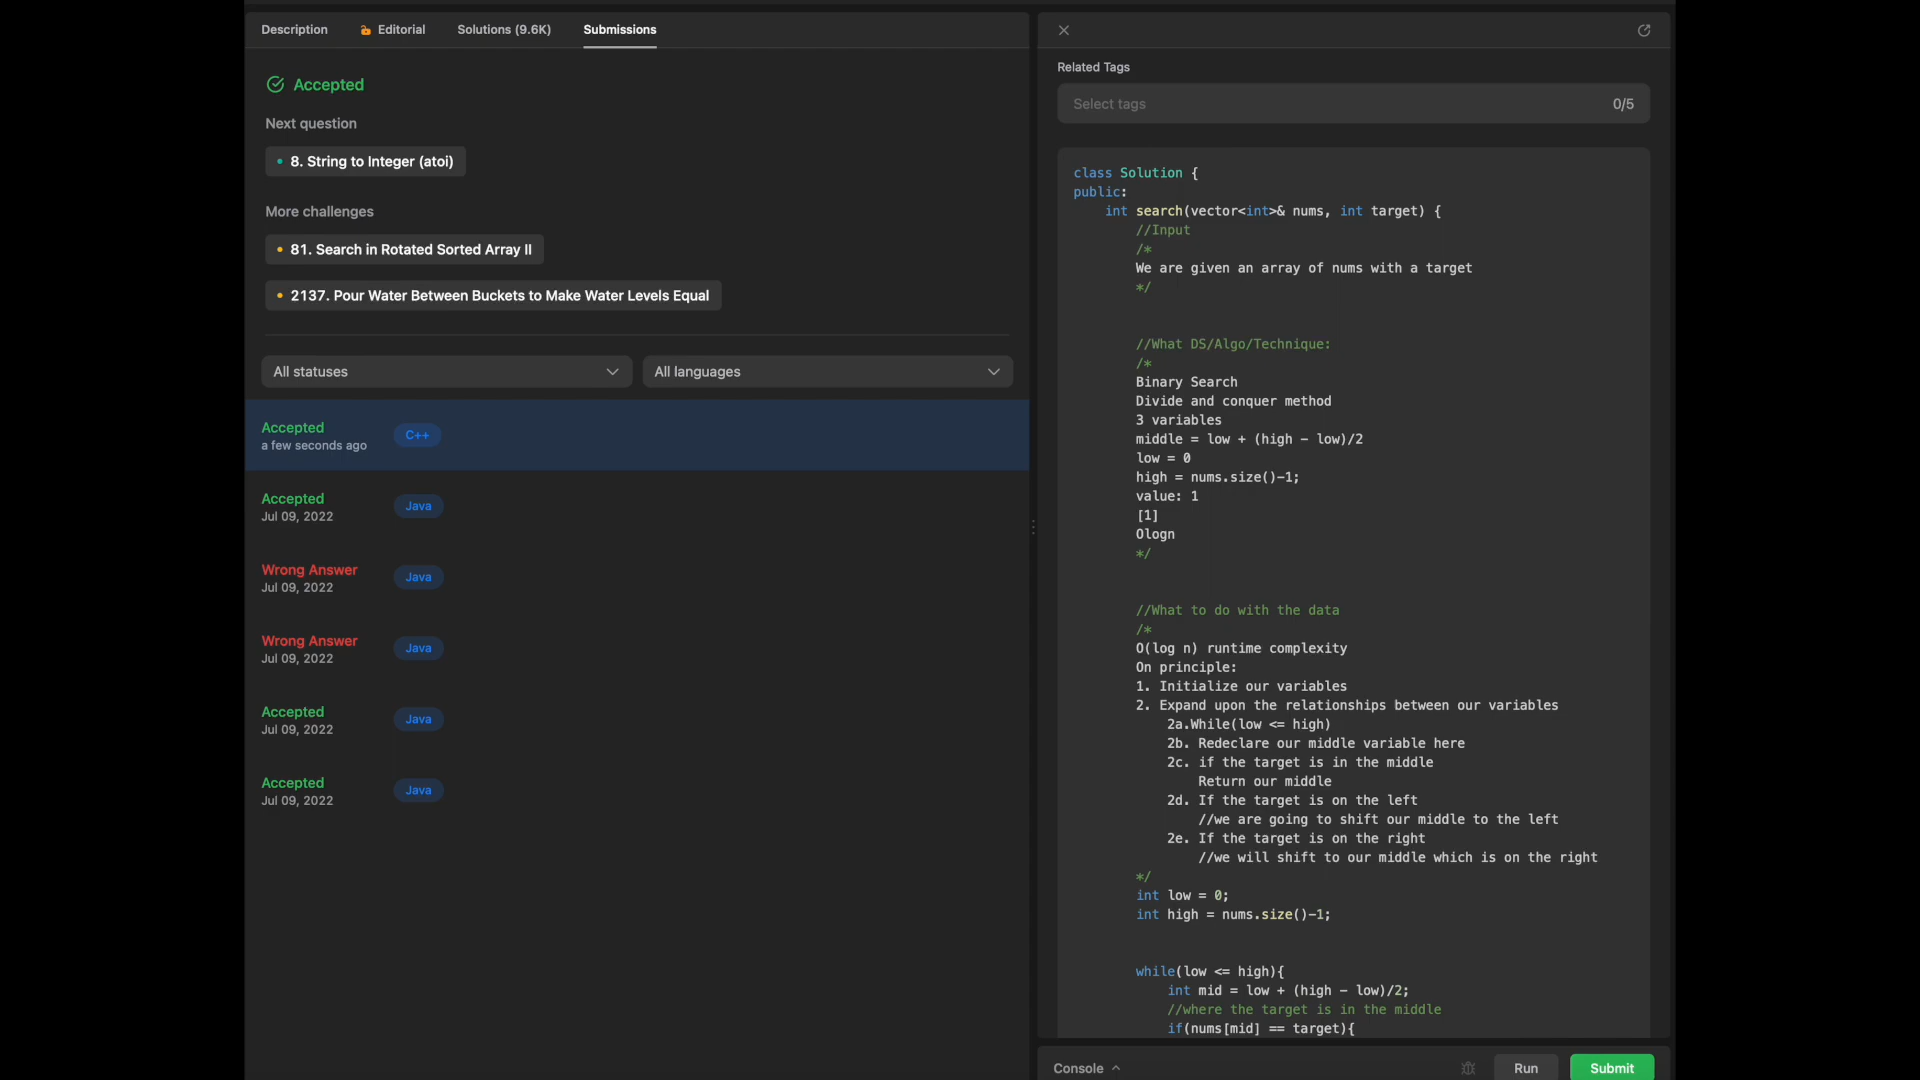 Description
Editorial
Solutions (9.6K)
Submissions
Accepted
Next question
8. String to Integer (atoi)
More challenges
81. Search in Rotated Sorted Array II
2137. Pour Water Between Buckets to Make Water Levels Equal
All statuses
All languages
Accepted
a few seconds ago
C++
Accepted
Jul 09, 2022
Java
Wrong Answer
Jul 09, 2022
Java
Wrong Answer
Jul 09, 2022
Java
Accepted
Jul 09, 2022
Java
Accepted
Jul 09, 2022
Java
Related Tags
Select tags
0/5
class Solution {
public:
int search(vector<int>& nums, int target) {
//Input
/*
We are given an array of nums with a target
*/
//What DS/Algo/Technique:
/*
Binary Search
Divide and conquer method
3 variables
middle = low + (high - low)/2
low = 0
high = nums.size()-1;
value: 1
[1]
Ologn
*/
//What to do with the data
/*
O(log n) runtime complexity
On principle:
1. Initialize our variables
2. Expand upon the relationships between our variables
2a.While(low <= high)
2b. Redeclare our middle variable here
2c. if the target is in the middle
Return our middle
2d. If the target is on the left
//we are going to shift our middle to the left
2e. If the target is on the right
//we will shift to our middle which is on the right
*/
int low = 0;
int high = nums.size()-1;
while(low <= high){
int mid = low + (high - low)/2;
//where the target is in the middle
if(nums[mid] == target){
Console
Run
Submit